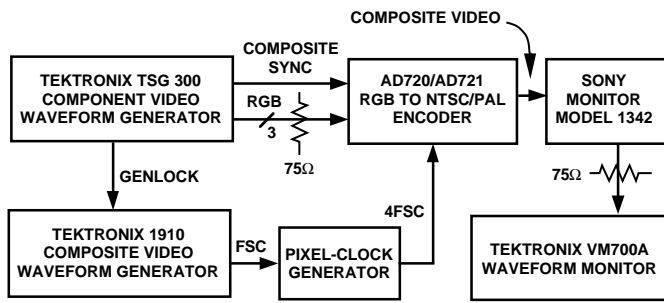 COMPOSITE VIDEO
COMPOSITE
SYNC
TEKTRONIX TSG 300
COMPONENT VIDEO
WAVEFORM GENERATOR
RGB
3
75Ω
AD720/AD721
RGB TO NTSC/PAL
ENCODER
SONY
MONITOR
MODEL 1342
GENLOCK
75Ω
4FSC
TEKTRONIX 1910
COMPOSITE VIDEO
WAVEFORM GENERATOR
FSC
PIXEL-CLOCK
GENERATOR
TEKTRONIX VM700A
WAVEFORM MONITOR